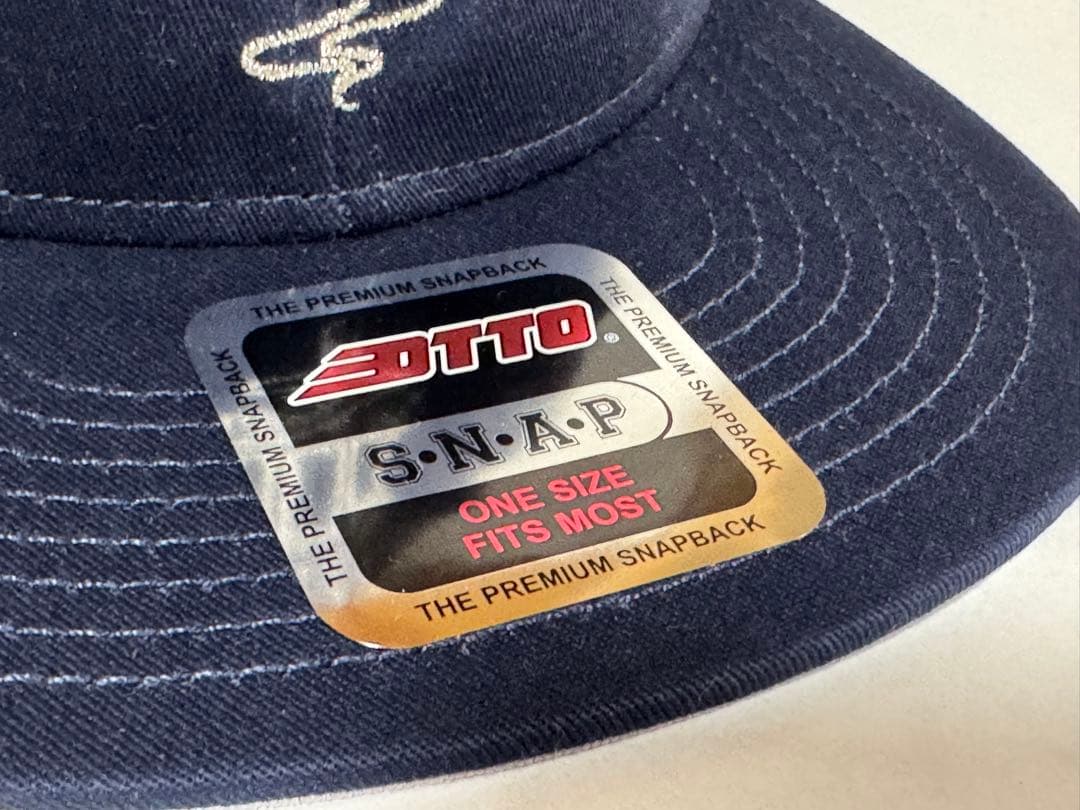 THE PREMIUM SNAPBACK
OTTO ®
S•N•A•P
ONE SIZE
FITS MOST
THE PREMIUM SNAPBACK
THE PREMIUM SNAPBACK
THE PREMIUM SNAPBACK